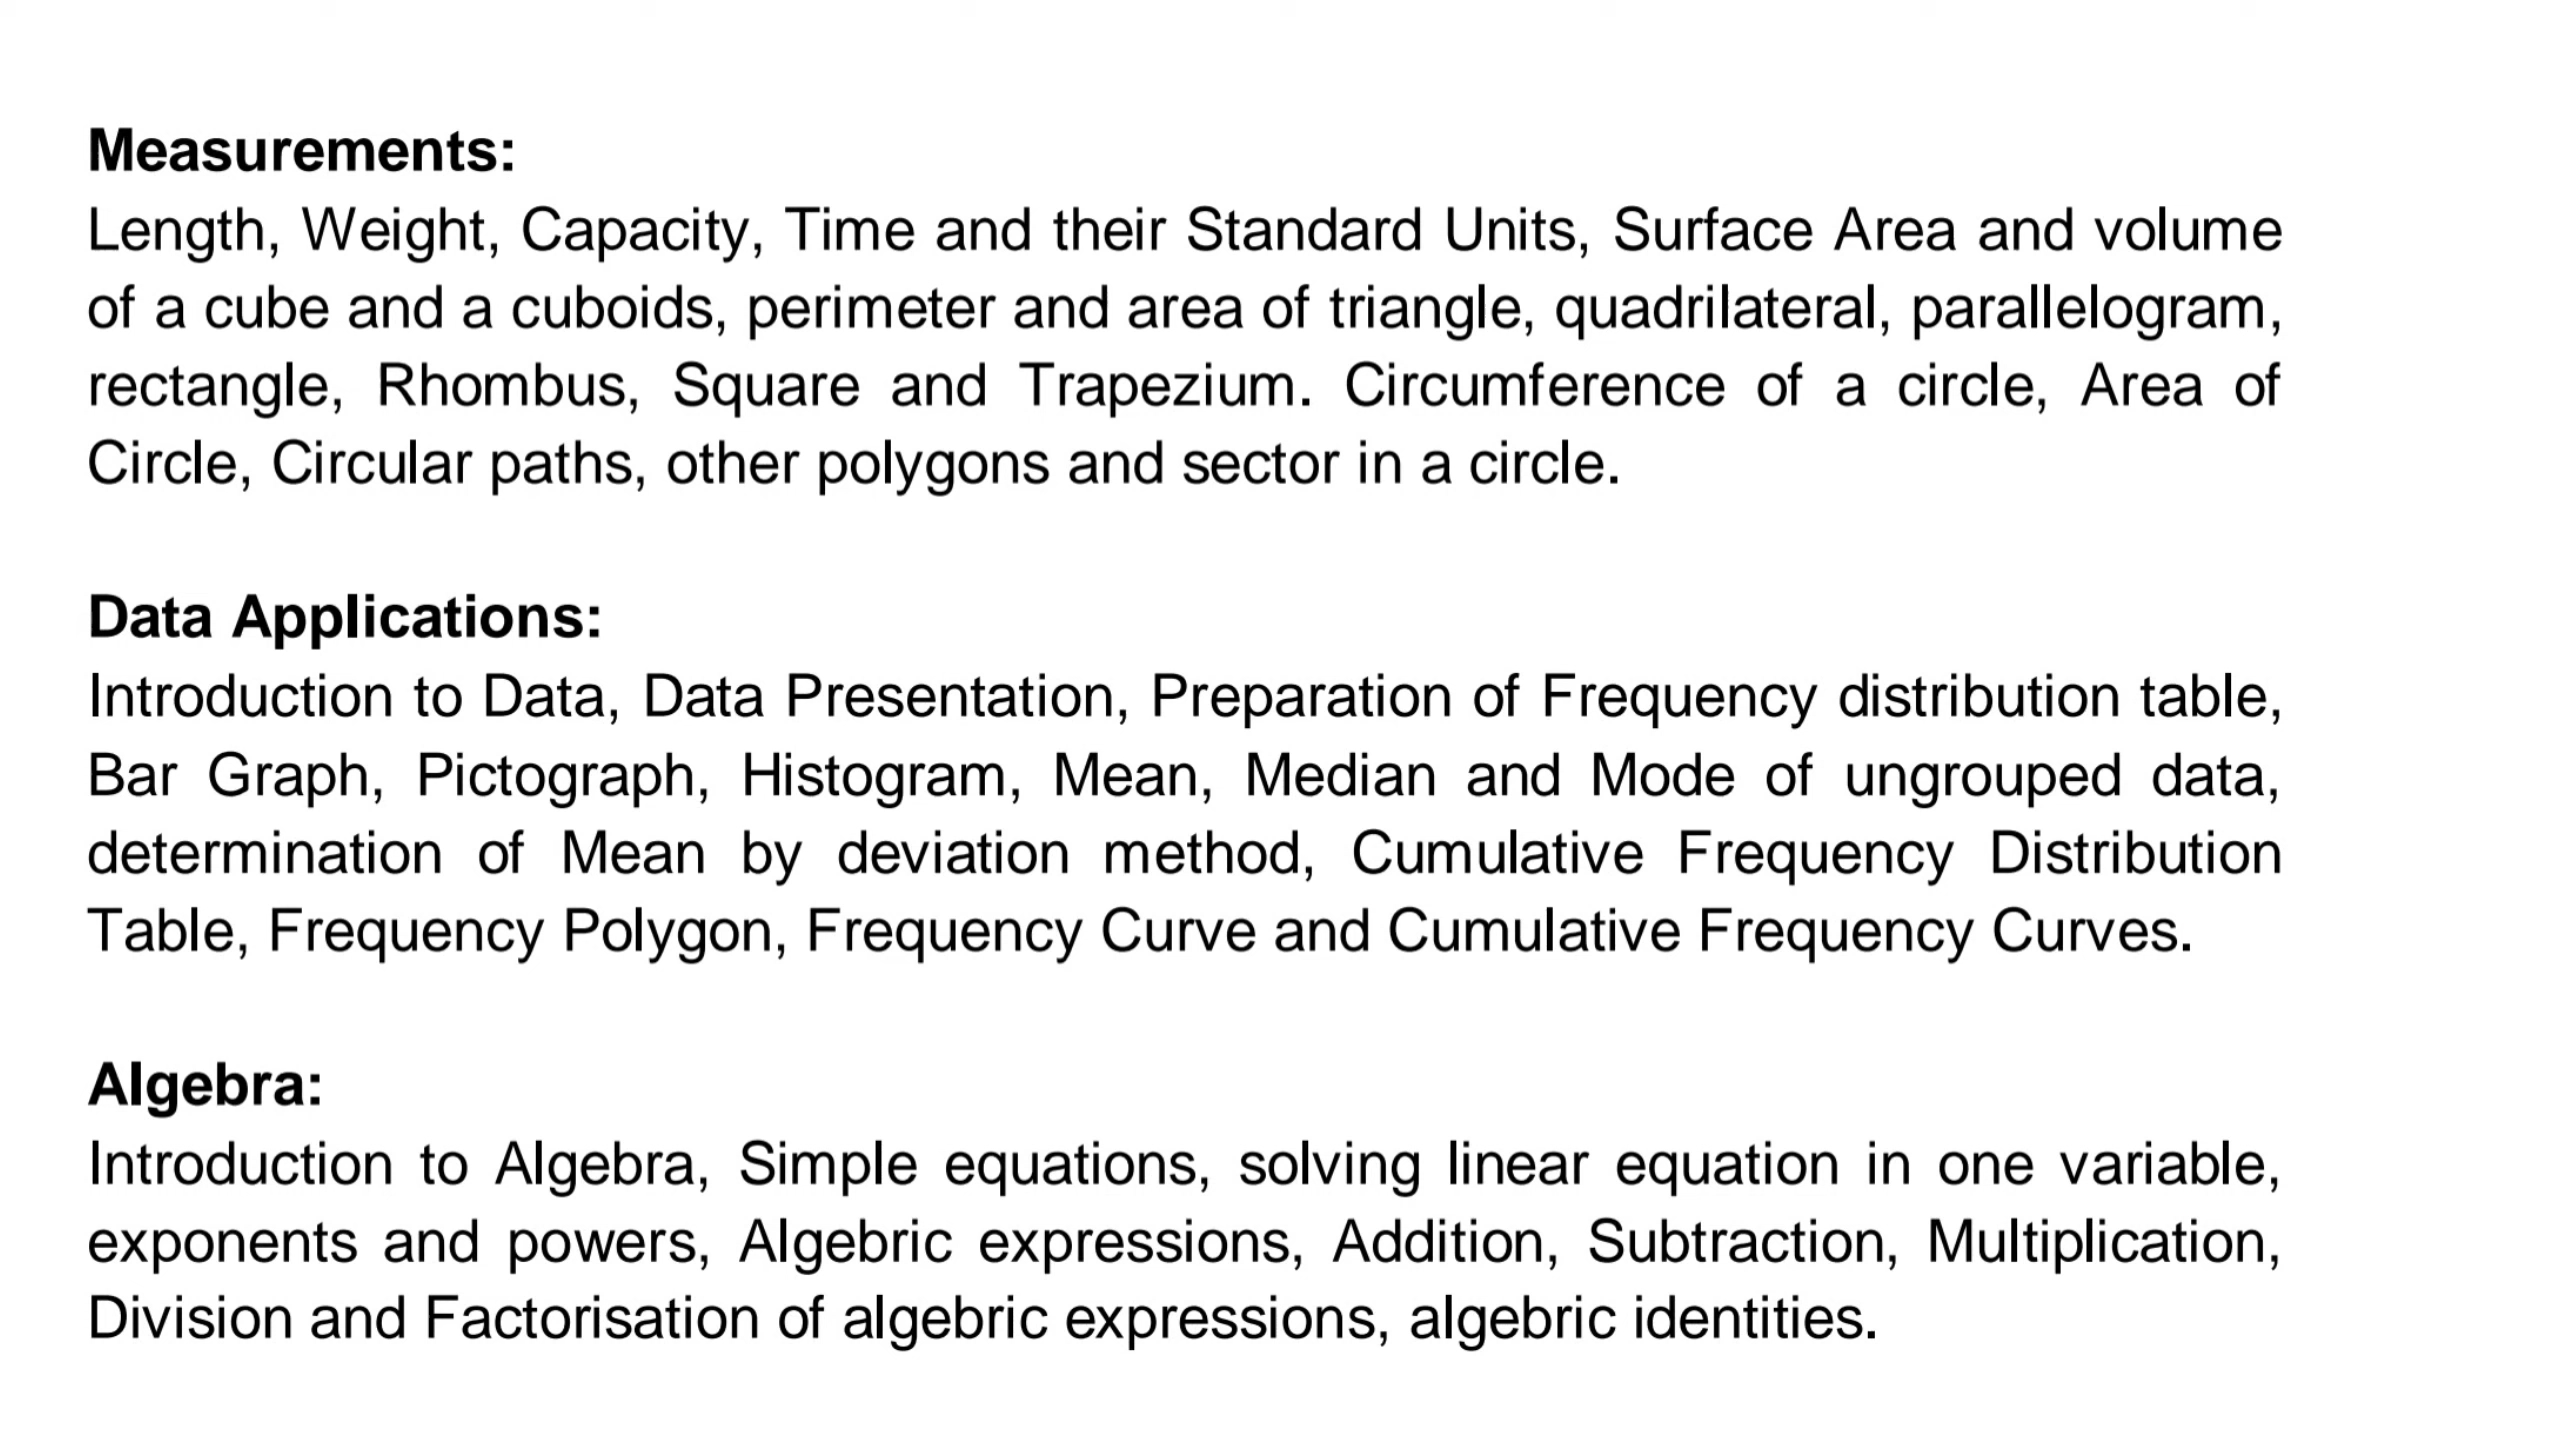 Measurements:
Length, Weight, Capacity, Time and their Standard Units, Surface Area and volume
of a cube and a cuboids, perimeter and area of triangle, quadrilateral, parallelogram,
rectangle, Rhombus, Square and Trapezium. Circumference of a circle, Area of
Circle, Circular paths, other polygons and sector in a circle.
Data Applications:
Introduction to Data, Data Presentation, Preparation of Frequency distribution table,
Bar Graph, Pictograph, Histogram, Mean, Median and Mode of ungrouped data,
determination of Mean by deviation method, Cumulative Frequency Distribution
Table, Frequency Polygon, Frequency Curve and Cumulative Frequency Curves.
Algebra:
Introduction to Algebra, Simple equations, solving linear equation in one variable,
exponents and powers, Algebric expressions, Addition, Subtraction, Multiplication,
Division and Factorisation of algebric expressions, algebric identities.